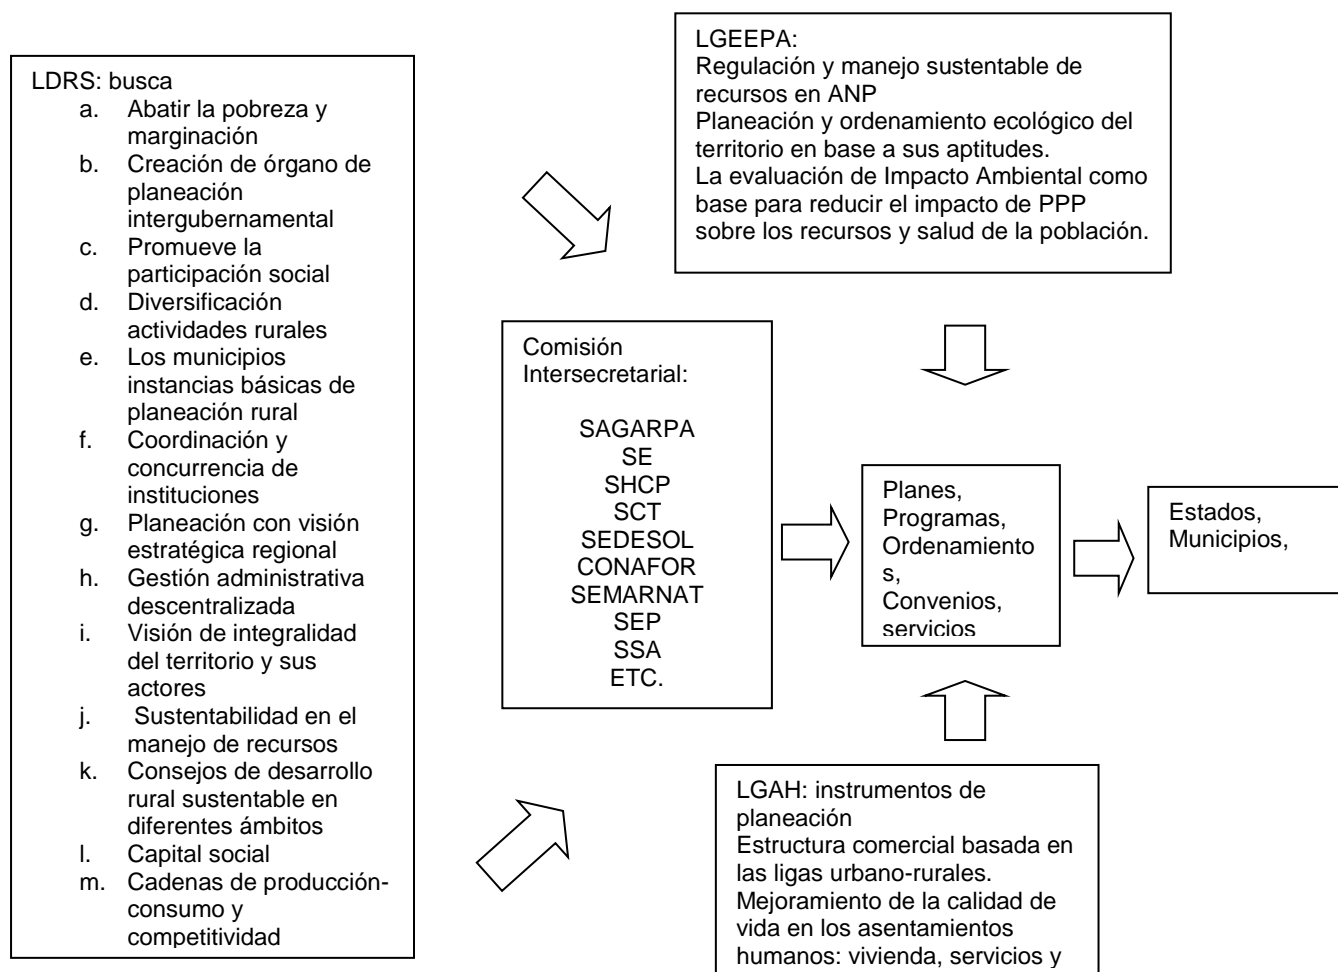 LDRS: busca
a. Abatir la pobreza y
marginación
b. Creación de órgano de
planeación
intergubernamental
c. Promueve la
participación social
d. Diversificación
actividades rurales
e. Los municipios
instancias básicas de
planeación rural
f. Coordinación y
concurrencia de
instituciones
g. Planeación con visión
estratégica regional
h. Gestión administrativa
descentralizada
i. Visión de integralidad
del territorio y sus
actores
j. Sustentabilidad en el
manejo de recursos
k. Consejos de desarrollo
rural sustentable en
diferentes ámbitos
l. Capital social
m. Cadenas de producción-
consumo y
competitividad
LGEEPA:
Regulación y manejo sustentable de
recursos en ANP
Planeación y ordenamiento ecológico del
territorio en base a sus aptitudes.
La evaluación de Impacto Ambiental como
base para reducir el impacto de PPP
sobre los recursos y salud de la población.
Comisión
Intersecretarial:
SAGARPA
SE
SHCP
SCT
SEDESOL
CONAFOR
SEMARNAT
SEP
SSA
ETC.
Planes,
Programas,
Ordenamiento
s,
Convenios,
servicios
Estados,
Municipios,
LGAH: instrumentos de
planeación
Estructura comercial basada en
las ligas urbano-rurales.
Mejoramiento de la calidad de
vida en los asentamientos
humanos: vivienda, servicios y